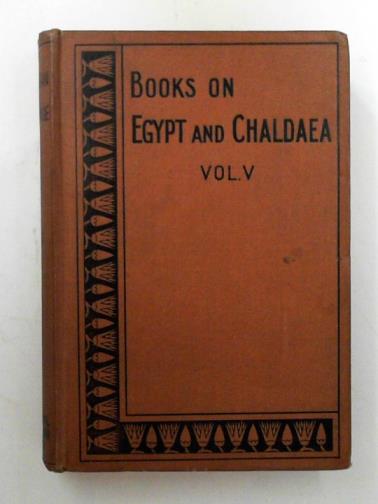 BOOKS ON
EGYPT AND CHALDAEA
VOL.V